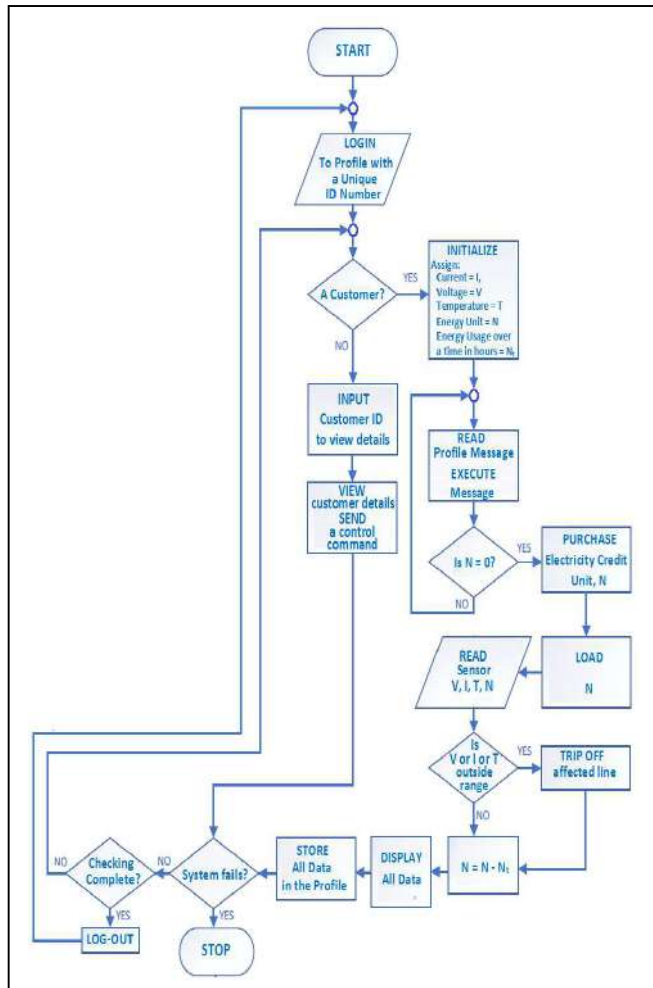 START
LOGIN
To Profile with
a Unique
ID Number
A Customer?
YES
NO
INITIALIZE
Assign:
Current = I,
Voltage = V
Temperature = T
Energy Unit = N
Energy Usage over
a time in hours = Nₜ
INPUT
Customer ID
to view details
VIEW
customer details
SEND
a control
command
READ
Profile Message
EXECUTE
Message
Is N = 0?
YES
NO
PURCHASE
Electricity Credit
Unit, N
LOAD
N
READ
Sensor
V, I, T, N
Is
V or I or T
outside
range
YES
NO
TRIP OFF
affected line
N = N - Nₜ
DISPLAY
All Data
STORE
All Data
in the Profile
System fails?
NO
YES
STOP
Checking
Complete?
NO
YES
LOG-OUT